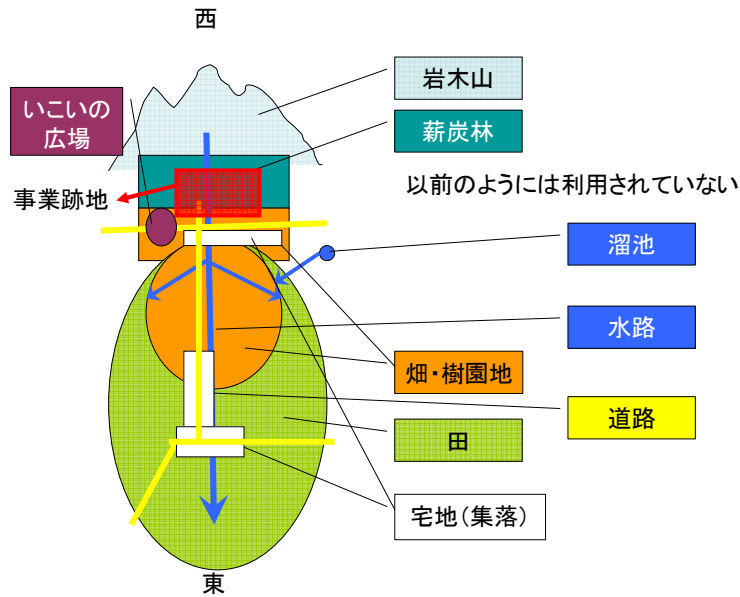 西
岩木山
いこいの
広場
薪炭林
以前のようには利用されていない
事業跡地
溜池
水路
畑・樹園地
道路
田
宅地（集落）
東